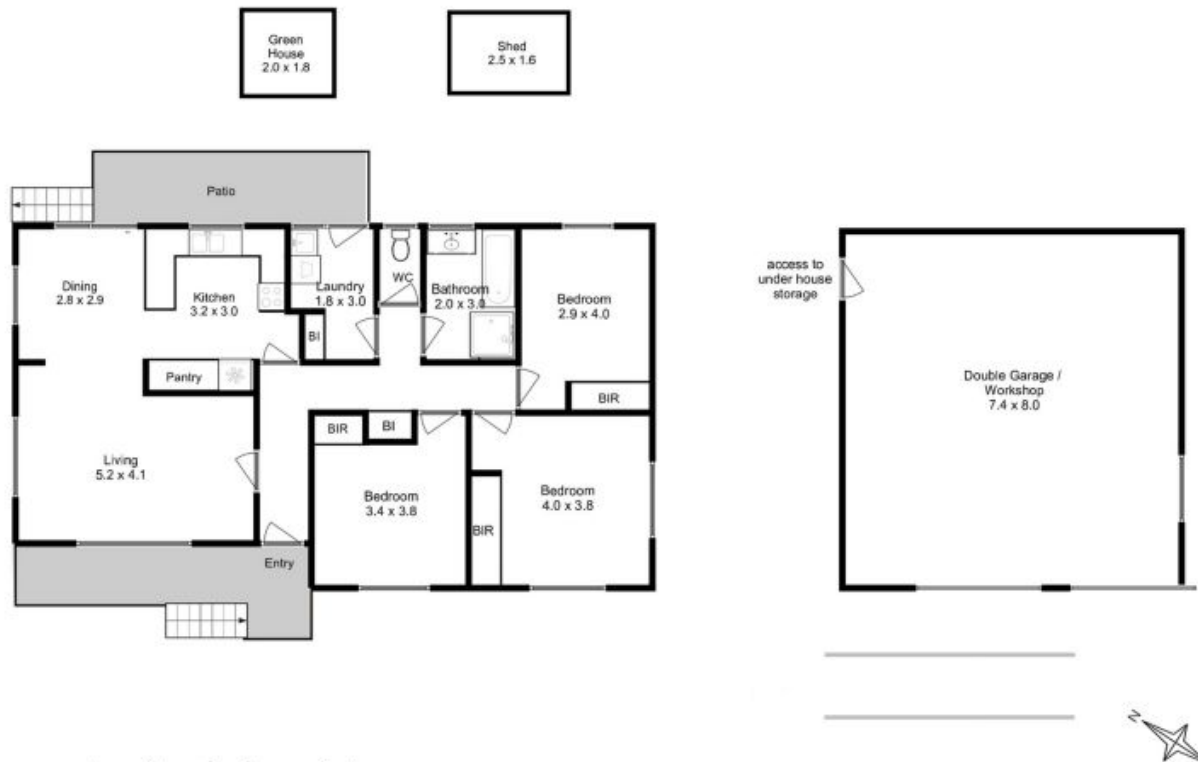 Green
House
2.0 x 1.8
Shed
2.5 x 1.6
Patio
Dining
2.8 x 2.9
Kitchen
3.2 x 3.0
Laundry
1.8 x 3.0
WC
Bathroom
2.0 x 3.0
Bedroom
2.9 x 4.0
BI
Pantry
BIR
BIR
BI
Living
5.2 x 4.1
Bedroom
3.4 x 3.8
Bedroom
4.0 x 3.8
BIR
Entry
access to
under house
storage
Double Garage /
Workshop
7.4 x 8.0
N